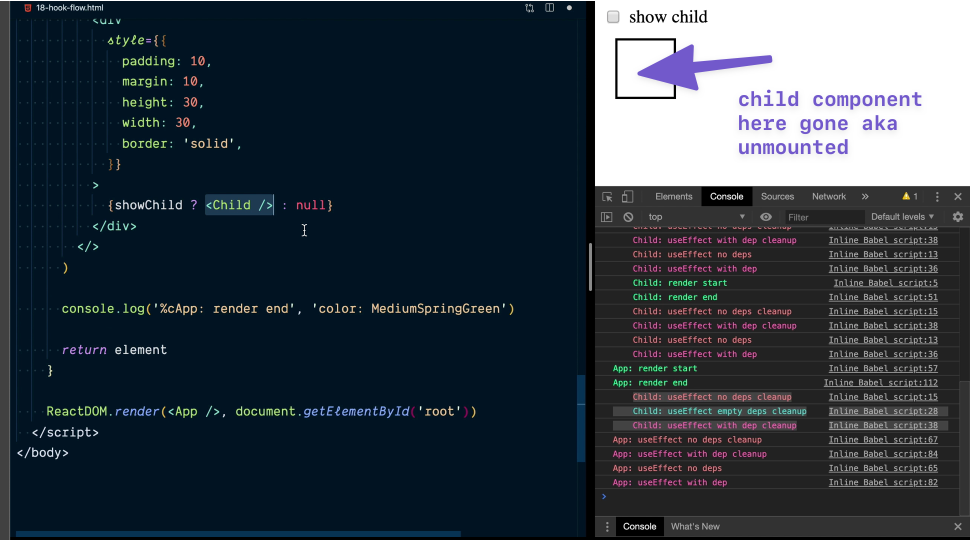 18-hook-flow.html
<div
style={{
padding: 10,
margin: 10,
height: 30,
width: 30,
border: 'solid',
}}
>
{showChild ? <Child /> : null}
</div>
</>
)
console.log('%cApp: render end', 'color: MediumSpringGreen')
return element
}
ReactDOM.render(<App />, document.getElementById('root'))
</script>
</body>
show child
child component
here gone aka
unmounted
Elements Console Sources Network » 1
top Filter Default levels
Child: useEffect no deps cleanup Inline Babel script:15
Child: useEffect with dep cleanup Inline Babel script:38
Child: useEffect no deps Inline Babel script:13
Child: useEffect with dep Inline Babel script:36
Child: render start Inline Babel script:5
Child: render end Inline Babel script:51
Child: useEffect no deps cleanup Inline Babel script:15
Child: useEffect with dep cleanup Inline Babel script:38
Child: useEffect no deps Inline Babel script:13
Child: useEffect with dep Inline Babel script:36
App: render start Inline Babel script:57
App: render end Inline Babel script:112
Child: useEffect no deps cleanup Inline Babel script:15
Child: useEffect empty deps cleanup Inline Babel script:28
Child: useEffect with dep cleanup Inline Babel script:38
App: useEffect no deps cleanup Inline Babel script:67
App: useEffect with dep cleanup Inline Babel script:84
App: useEffect no deps Inline Babel script:65
App: useEffect with dep Inline Babel script:82
>
Console What's New